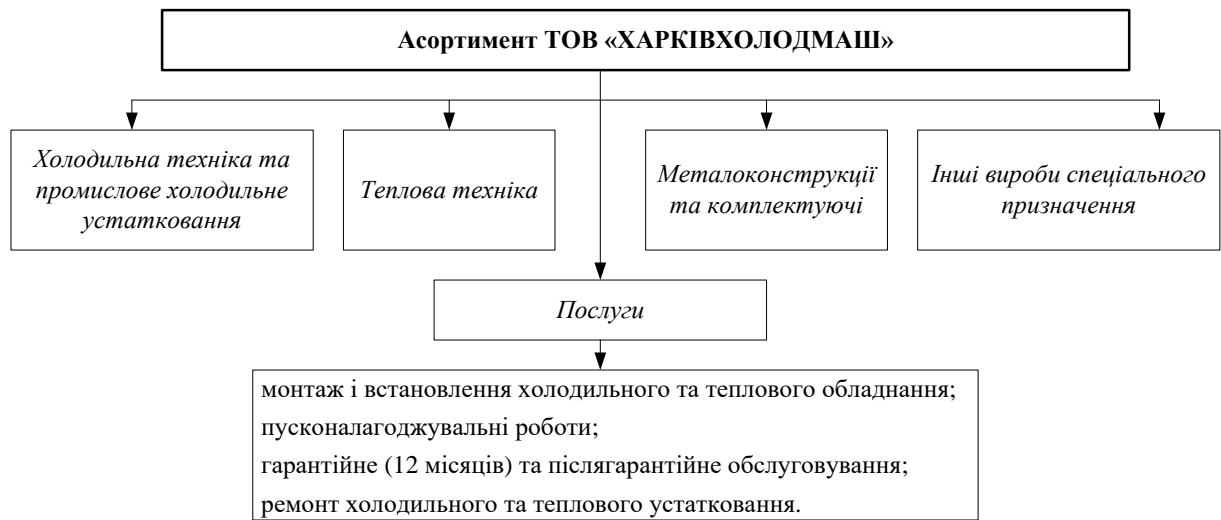 Асортимент ТОВ «ХАРКІВХОЛОДМАШ»
Холодильна техніка та
промислове холодильне
устатковання
Теплова техніка
Металоконструкції
та комплектуючі
Інші вироби спеціального
призначення
Послуги
монтаж і встановлення холодильного та теплового обладнання;
пусконалагоджувальні роботи;
гарантійне (12 місяців) та післягарантійне обслуговування;
ремонт холодильного та теплового устатковання.